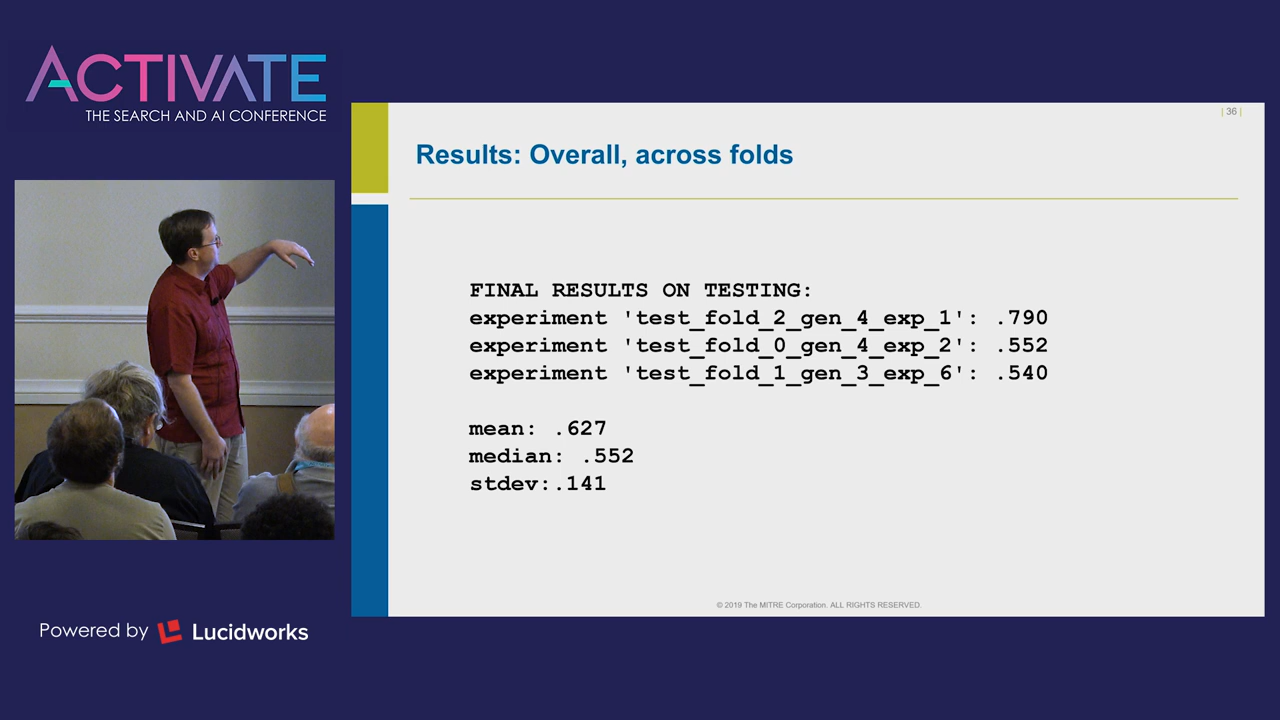 ACTIVATE
THE SEARCH AND AI CONFERENCE
| 36 |
Results: Overall, across folds
FINAL RESULTS ON TESTING:
experiment 'test_fold_2_gen_4_exp_1': .790
experiment 'test_fold_0_gen_4_exp_2': .552
experiment 'test_fold_1_gen_3_exp_6': .540
mean: .627
median: .552
stdev:.141
© 2019 The MITRE Corporation. ALL RIGHTS RESERVED.
Powered by Lucidworks